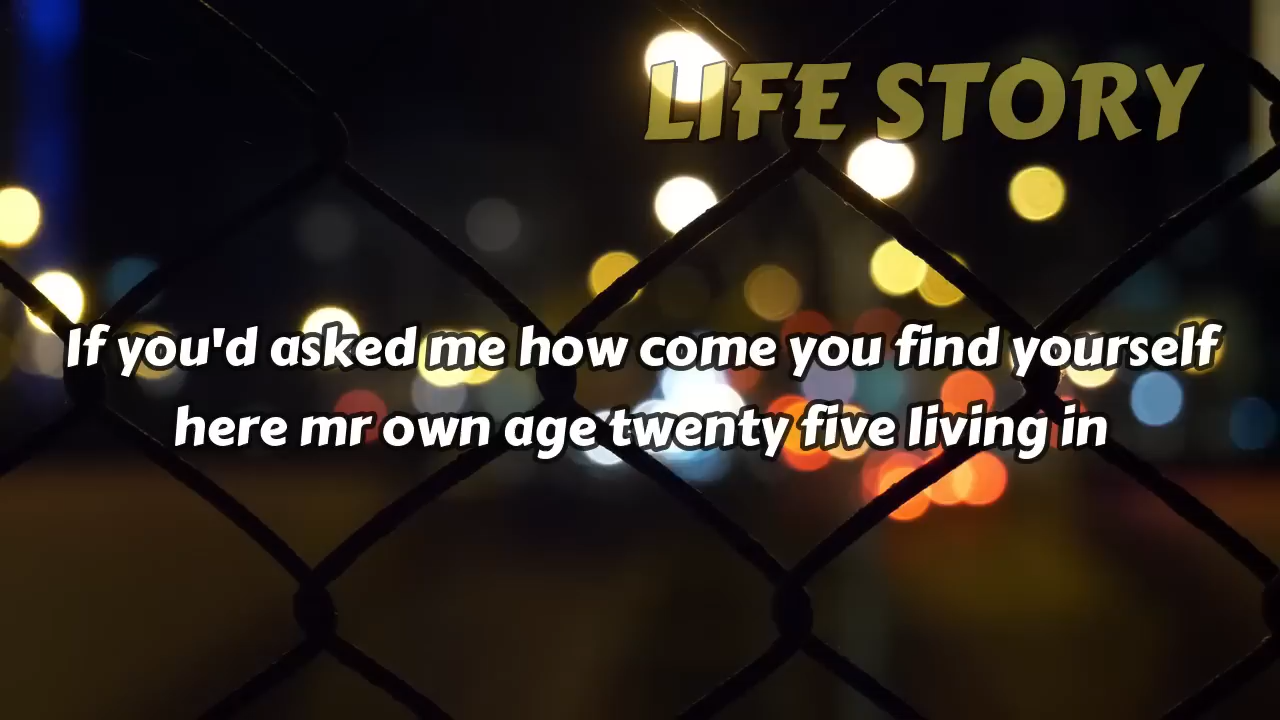 LIFE STORY
If you'd asked me how come you find yourself
here mr own age twenty five living in